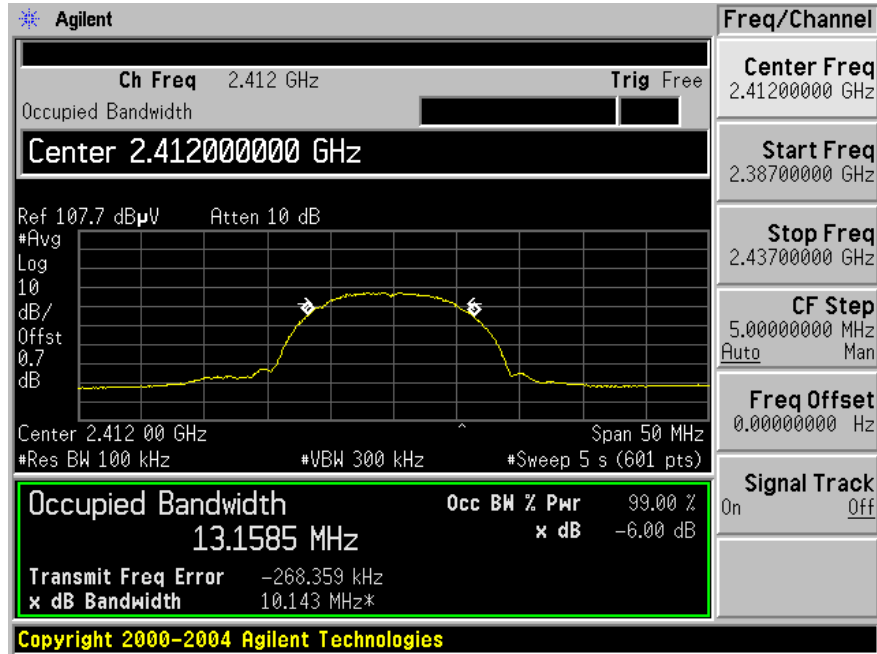 Agilent
Ch Freq 2.412 GHz Trig Free
Occupied Bandwidth
Center 2.412000000 GHz
Ref 107.7 dBµV Atten 10 dB
#Avg
Log
10
dB/
Offst
0.7
dB
Center 2.412 00 GHz Span 50 MHz
#Res BW 100 kHz #VBW 300 kHz #Sweep 5 s (601 pts)
Occupied Bandwidth
13.1585 MHz
Occ BW % Pwr 99.00 %
x dB -6.00 dB
Transmit Freq Error -268.359 kHz
x dB Bandwidth 10.143 MHz*
Copyright 2000-2004 Agilent Technologies
Freq/Channel
Center Freq
2.41200000 GHz
Start Freq
2.38700000 GHz
Stop Freq
2.43700000 GHz
CF Step
5.00000000 MHz
Auto Man
Freq Offset
0.00000000 Hz
Signal Track
On Off